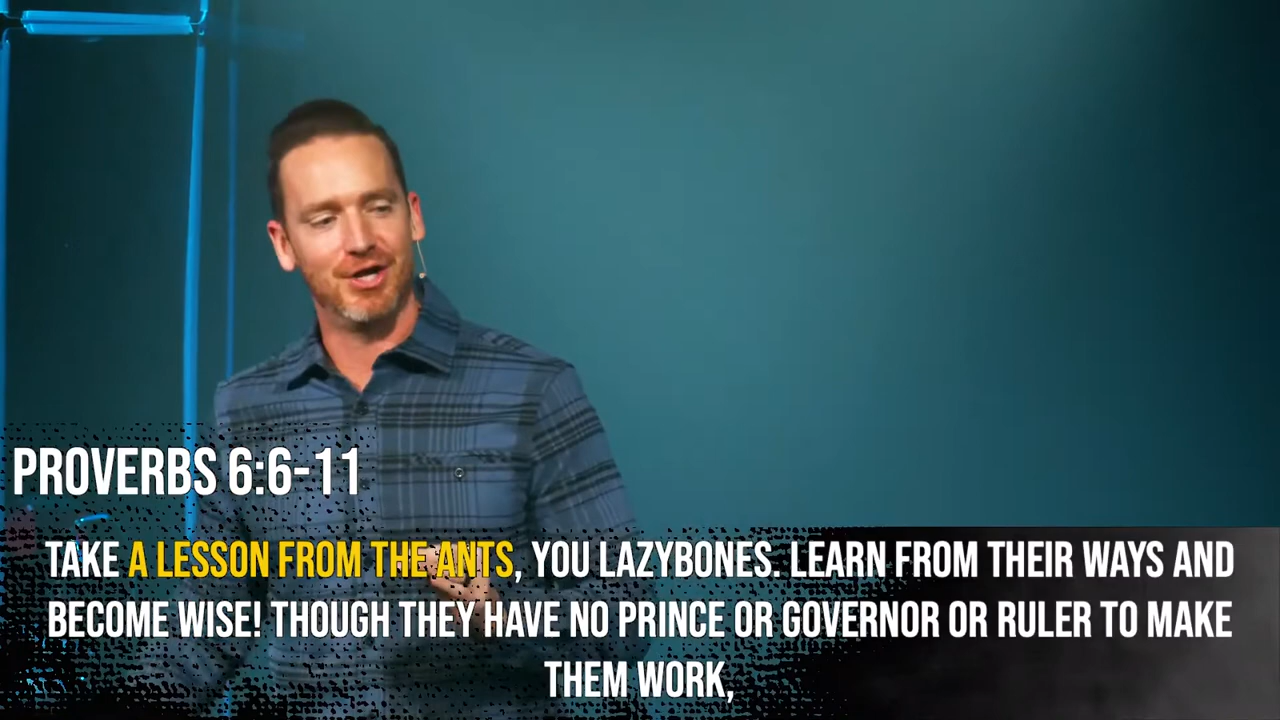 PROVERBS 6:6-11
TAKE A LESSON FROM THE ANTS, YOU LAZYBONES. LEARN FROM THEIR WAYS AND
BECOME WISE! THOUGH THEY HAVE NO PRINCE OR GOVERNOR OR RULER TO MAKE
THEM WORK,